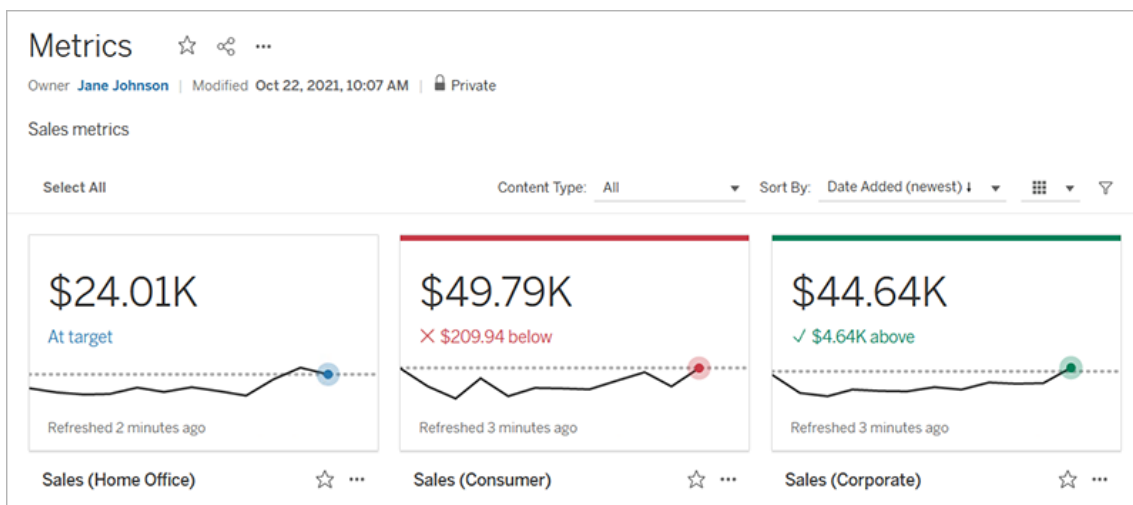 Metrics
Owner Jane Johnson | Modified Oct 22, 2021, 10:07 AM | Private
Sales metrics
Select All Content Type: All Sort By: Date Added (newest)↓
$24.01K $49.79K $44.64K
At target × $209.94 below ✓ $4.64K above
Refreshed 2 minutes ago Refreshed 3 minutes ago Refreshed 3 minutes ago
Sales (Home Office) Sales (Consumer) Sales (Corporate)